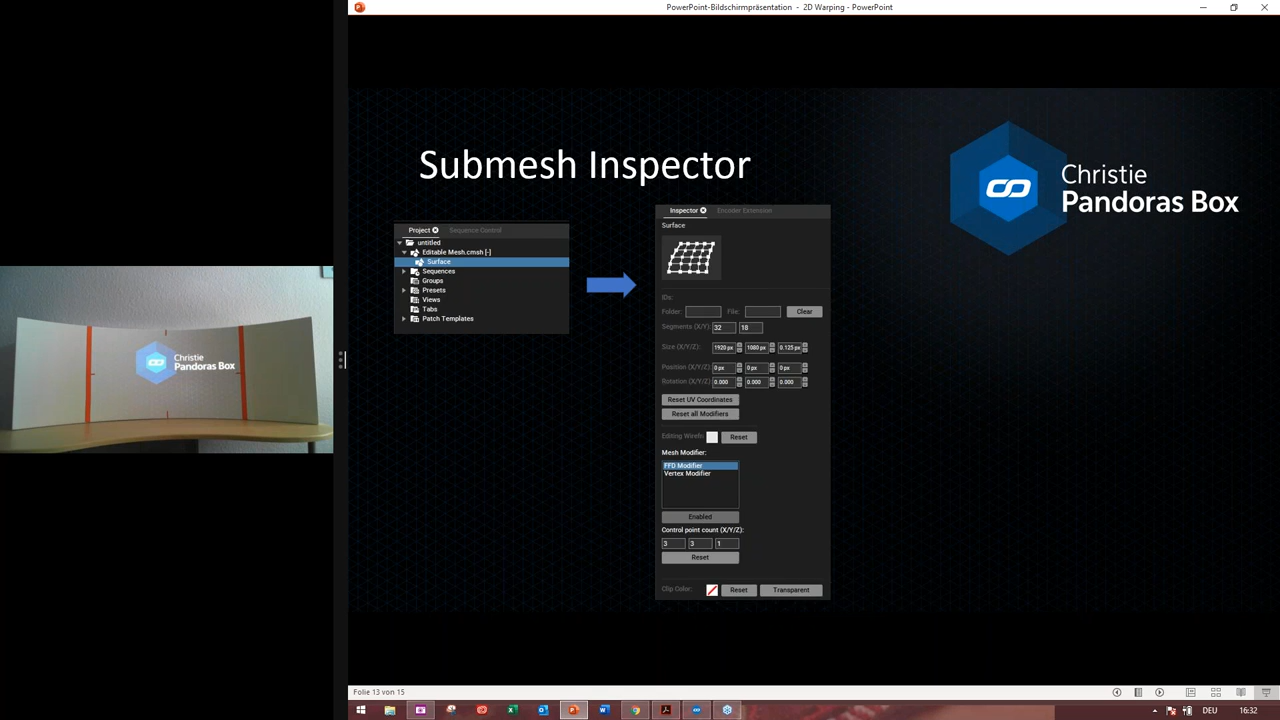 PowerPoint-Bildschirmpräsentation - 2D Warping - PowerPoint
Christie
Pandoras Box
Submesh Inspector
Christie
Pandoras Box
Project
Sequence Control
untitled
Editable Mesh.cmsh [-]
Surface
Sequences
Groups
Presets
Views
Tabs
Patch Templates
Inspector
Encoder Extension
Surface
IDs:
Folder: File: Clear
Segments (X/Y): 32 18
Size (X/Y/Z): 1920 px 1080 px 0.125 px
Position (X/Y/Z): 0 px 0 px 0 px
Rotation (X/Y/Z): 0.000 0.000 0.000
Reset UV Coordinates
Reset all Modifiers
Editing Wirefr Reset
Mesh Modifier:
FFD Modifier
Vertex Modifier
Enabled
Control point count (X/Y/Z):
3 3 1
Reset
Clip Color: Reset Transparent
Folie 13 von 15
DEU 16:32